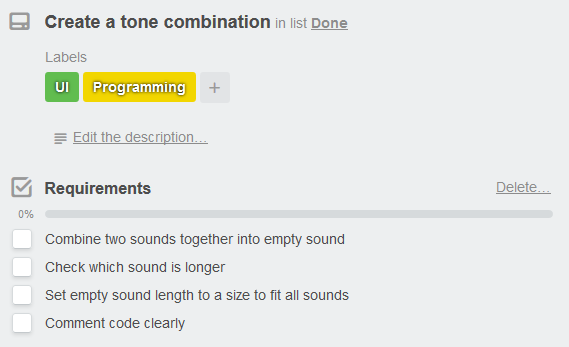 Create a tone combination in list Done
Labels
UI Programming +
Edit the description…
Requirements Delete…
0%
Combine two sounds together into empty sound
Check which sound is longer
Set empty sound length to a size to fit all sounds
Comment code clearly